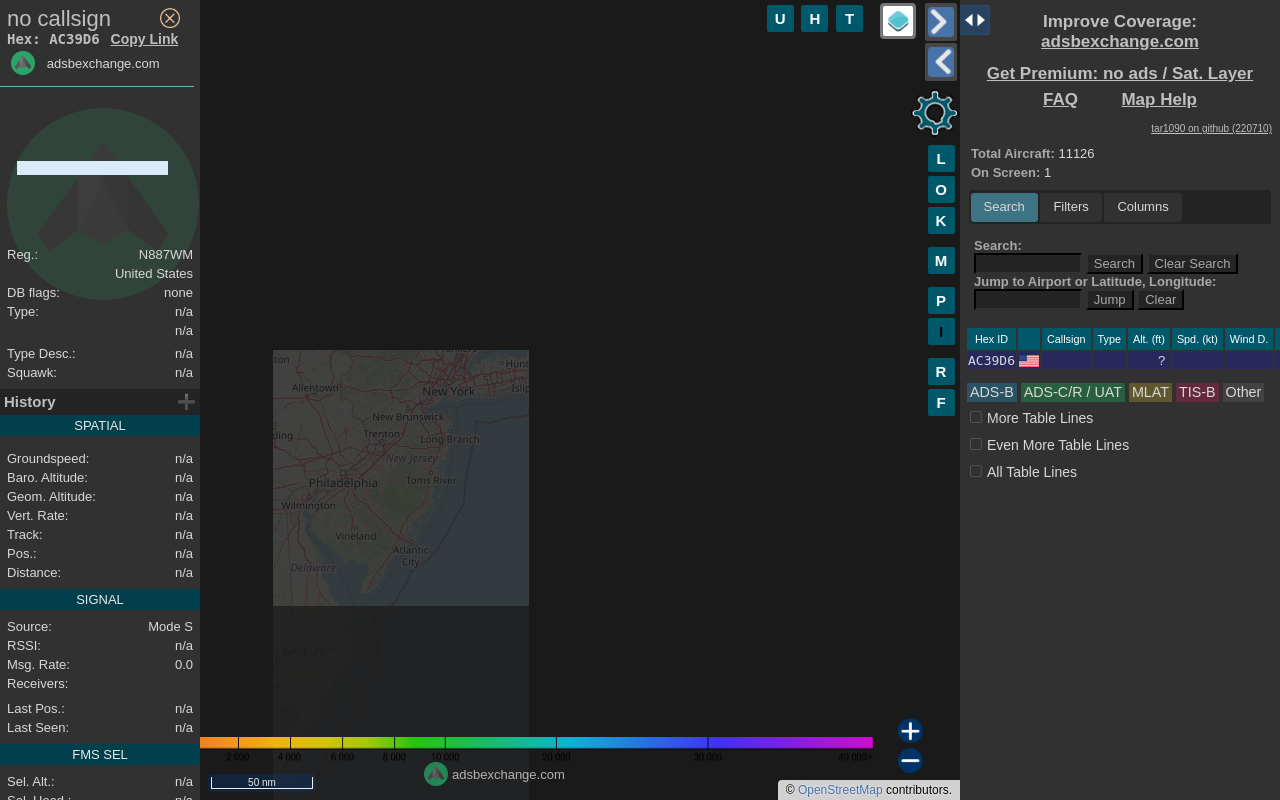 no callsign
Hex: AC39D6 Copy Link
adsbexchange.com
Reg.: N887WM
United States
DB flags: none
Type: n/a
n/a
Type Desc.: n/a
Squawk: n/a
History
SPATIAL
Groundspeed: n/a
Baro. Altitude: n/a
Geom. Altitude: n/a
Vert. Rate: n/a
Track: n/a
Pos.: n/a
Distance: n/a
SIGNAL
Source: Mode S
RSSI: n/a
Msg. Rate: 0.0
Receivers:
Last Pos.: n/a
Last Seen: n/a
FMS SEL
Sel. Alt.: n/a
Sel. Head.: n/a
U H T
L
O
K
M
P
I
R
F
Allentown
New York
New Brunswick
Trenton
Long Branch
New Jersey
Philadelphia
Toms River
Wilmington
Vineland
Atlantic
City
Delaware
Salisbury
2 000 4 000 6 000 8 000 10 000 20 000 30 000 40 000+
adsbexchange.com
50 nm
© OpenStreetMap contributors.
Improve Coverage:
adsbexchange.com
Get Premium: no ads / Sat. Layer
FAQ Map Help
tar1090 on github (220710)
Total Aircraft: 11126
On Screen: 1
Search Filters Columns
Search:
Search Clear Search
Jump to Airport or Latitude, Longitude:
Jump Clear
Hex ID Callsign Type Alt. (ft) Spd. (kt) Wind D.
AC39D6 ?
ADS-B ADS-C/R / UAT MLAT TIS-B Other
More Table Lines
Even More Table Lines
All Table Lines